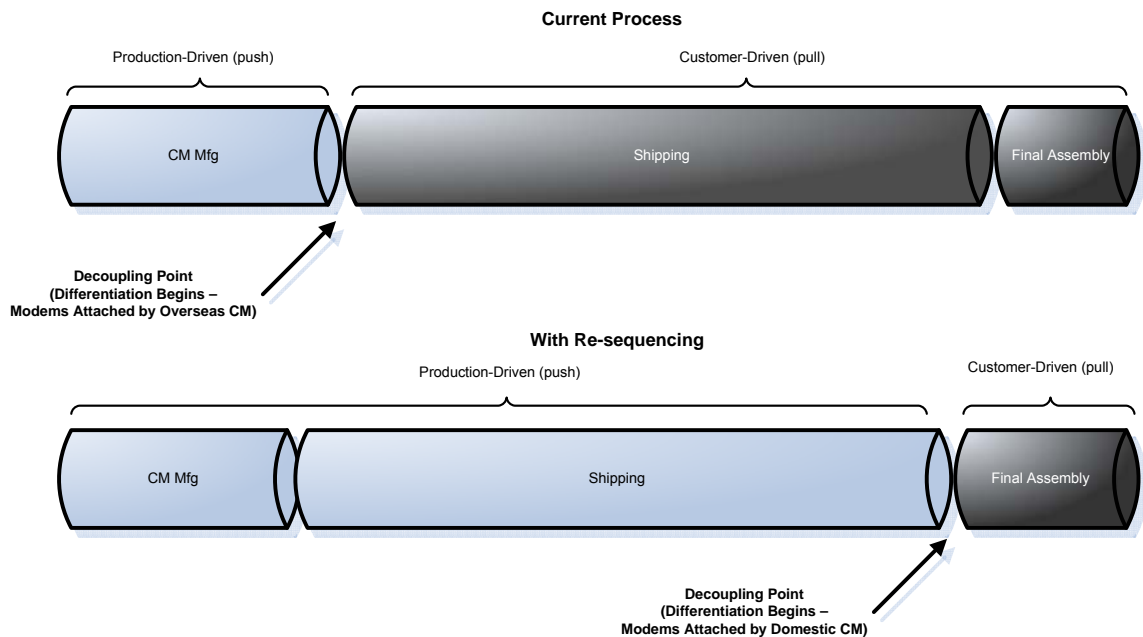 Current Process
Production-Driven (push)
Customer-Driven (pull)
CM Mfg
Shipping
Final Assembly
Decoupling Point
(Differentiation Begins –
Modems Attached by Overseas CM)
With Re-sequencing
Production-Driven (push)
Customer-Driven (pull)
CM Mfg
Shipping
Final Assembly
Decoupling Point
(Differentiation Begins –
Modems Attached by Domestic CM)